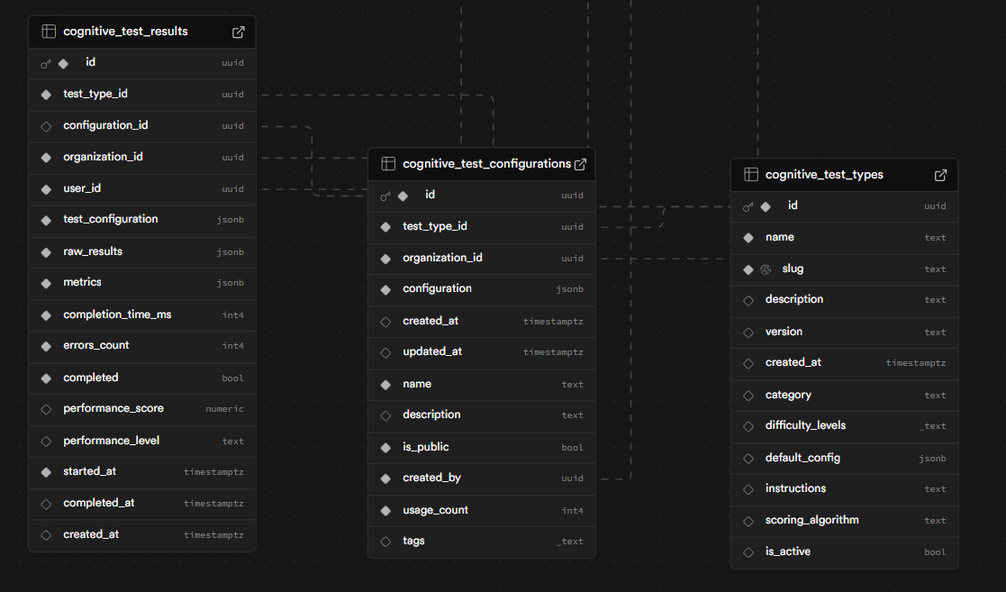 cognitive_test_results
id uuid
test_type_id uuid
configuration_id uuid
organization_id uuid
user_id uuid
test_configuration jsonb
raw_results jsonb
metrics jsonb
completion_time_ms int4
errors_count int4
completed bool
performance_score numeric
performance_level text
started_at timestamptz
completed_at timestamptz
created_at timestamptz
cognitive_test_configurations
id uuid
test_type_id uuid
organization_id uuid
configuration jsonb
created_at timestamptz
updated_at timestamptz
name text
description text
is_public bool
created_by uuid
usage_count int4
tags _text
cognitive_test_types
id uuid
name text
slug text
description text
version text
created_at timestamptz
category text
difficulty_levels _text
default_config jsonb
instructions text
scoring_algorithm text
is_active bool